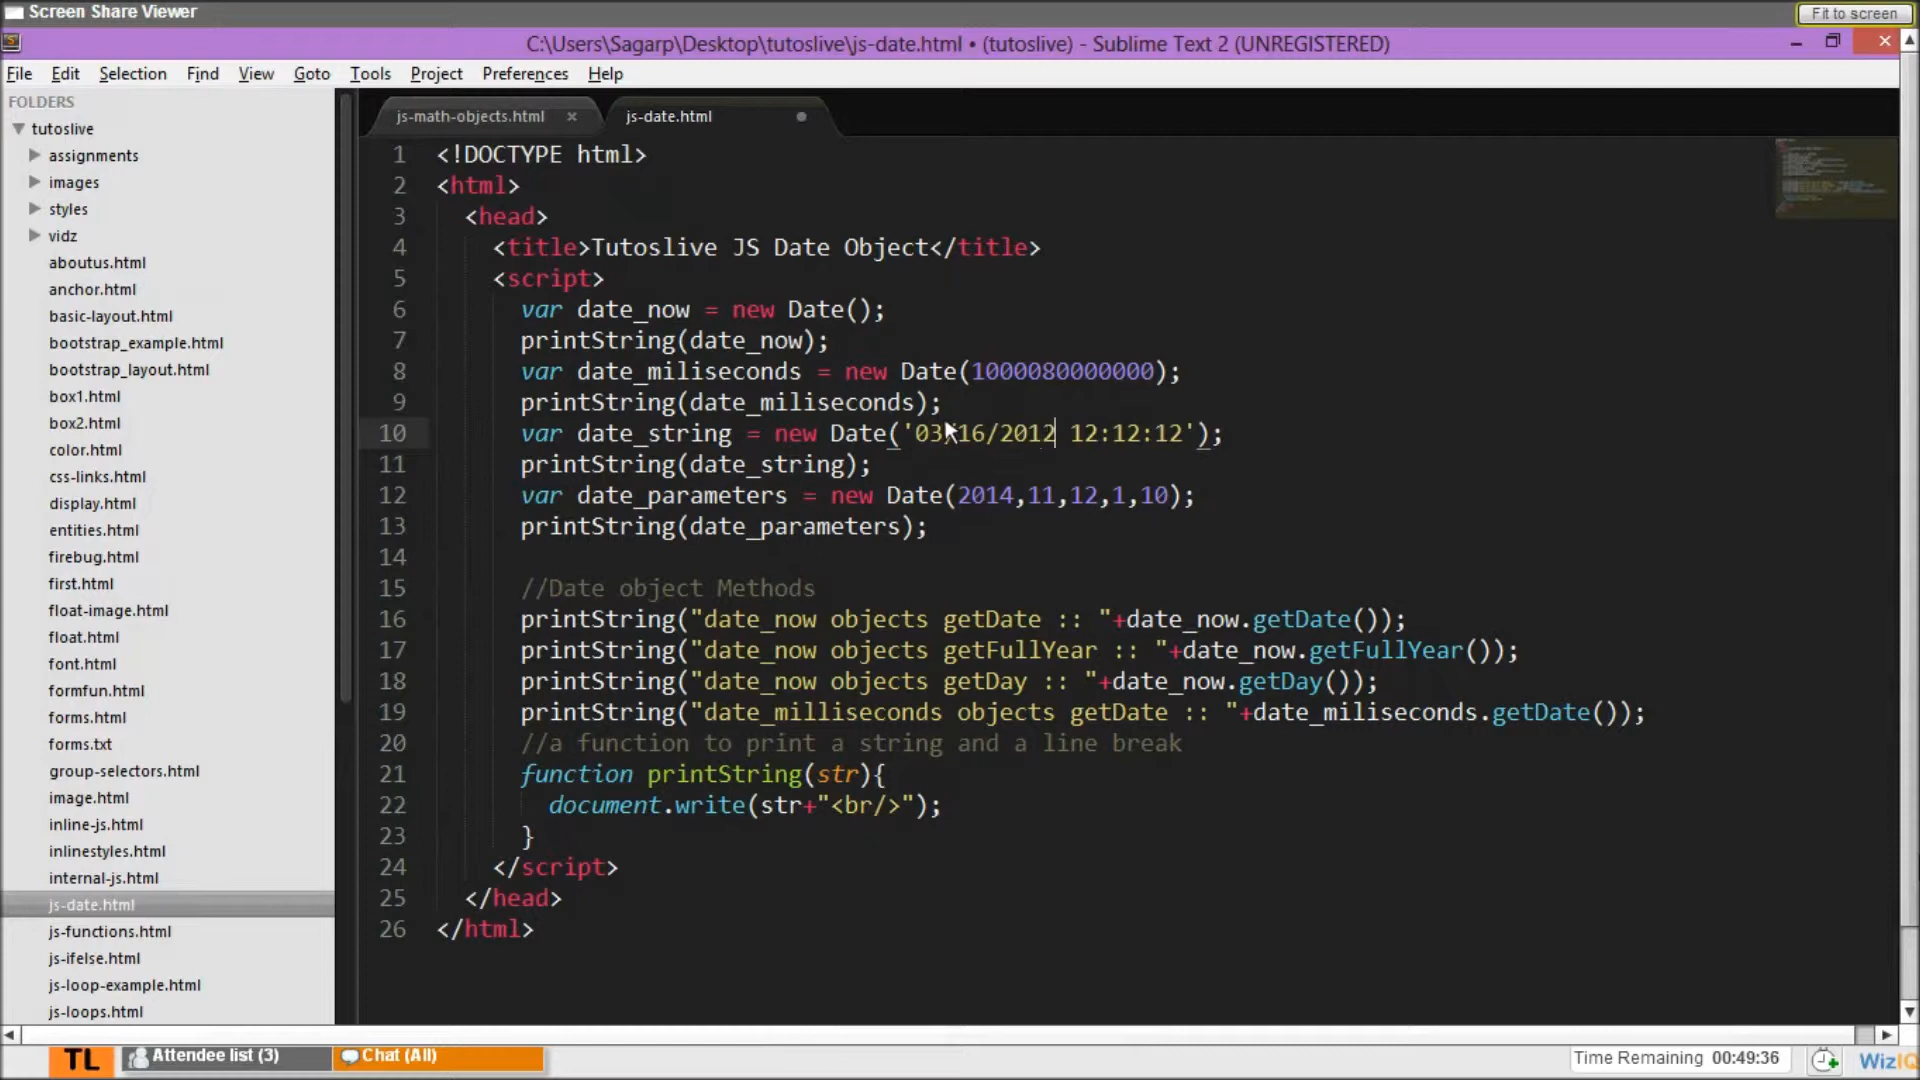 Screen Share Viewer
Fit to screen
C:\Users\Sagarp\Desktop\tutoslive\js-date.html • (tutoslive) - Sublime Text 2 (UNREGISTERED)
File Edit Selection Find View Goto Tools Project Preferences Help
FOLDERS
tutoslive
assignments
images
styles
vidz
aboutus.html
anchor.html
basic-layout.html
bootstrap_example.html
bootstrap_layout.html
box1.html
box2.html
color.html
css-links.html
display.html
entities.html
firebug.html
first.html
float-image.html
float.html
font.html
formfun.html
forms.html
forms.txt
group-selectors.html
image.html
inline-js.html
inlinestyles.html
internal-js.html
js-date.html
js-functions.html
js-ifelse.html
js-loop-example.html
js-loops.html
js-math-objects.html × js-date.html
1 <!DOCTYPE html>
2 <html>
3 <head>
4 <title>Tutoslive JS Date Object</title>
5 <script>
6 var date_now = new Date();
7 printString(date_now);
8 var date_miliseconds = new Date(1000080000000);
9 printString(date_miliseconds);
10 var date_string = new Date('03/16/2012 12:12:12');
11 printString(date_string);
12 var date_parameters = new Date(2014,11,12,1,10);
13 printString(date_parameters);
14
15 //Date object Methods
16 printString("date_now objects getDate :: "+date_now.getDate());
17 printString("date_now objects getFullYear :: "+date_now.getFullYear());
18 printString("date_now objects getDay :: "+date_now.getDay());
19 printString("date_milliseconds objects getDate :: "+date_miliseconds.getDate());
20 //a function to print a string and a line break
21 function printString(str){
22 document.write(str+"<br/>");
23 }
24 </script>
25 </head>
26 </html>
TL Attendee list (3) Chat (All) Time Remaining 00:49:36 WizIQ